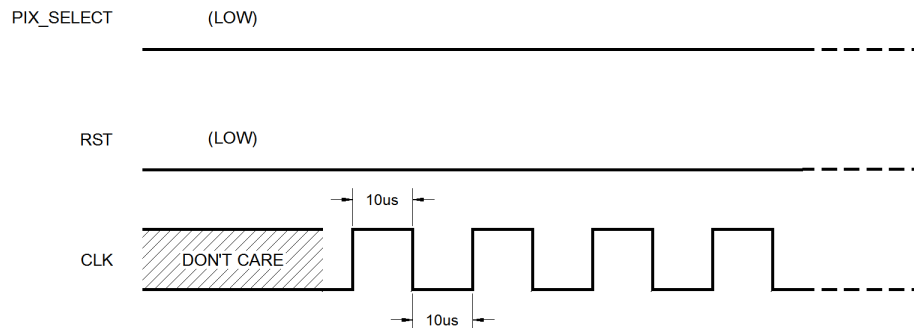 PIX_SELECT (LOW)
RST (LOW)
10us
CLK DON'T CARE
10us